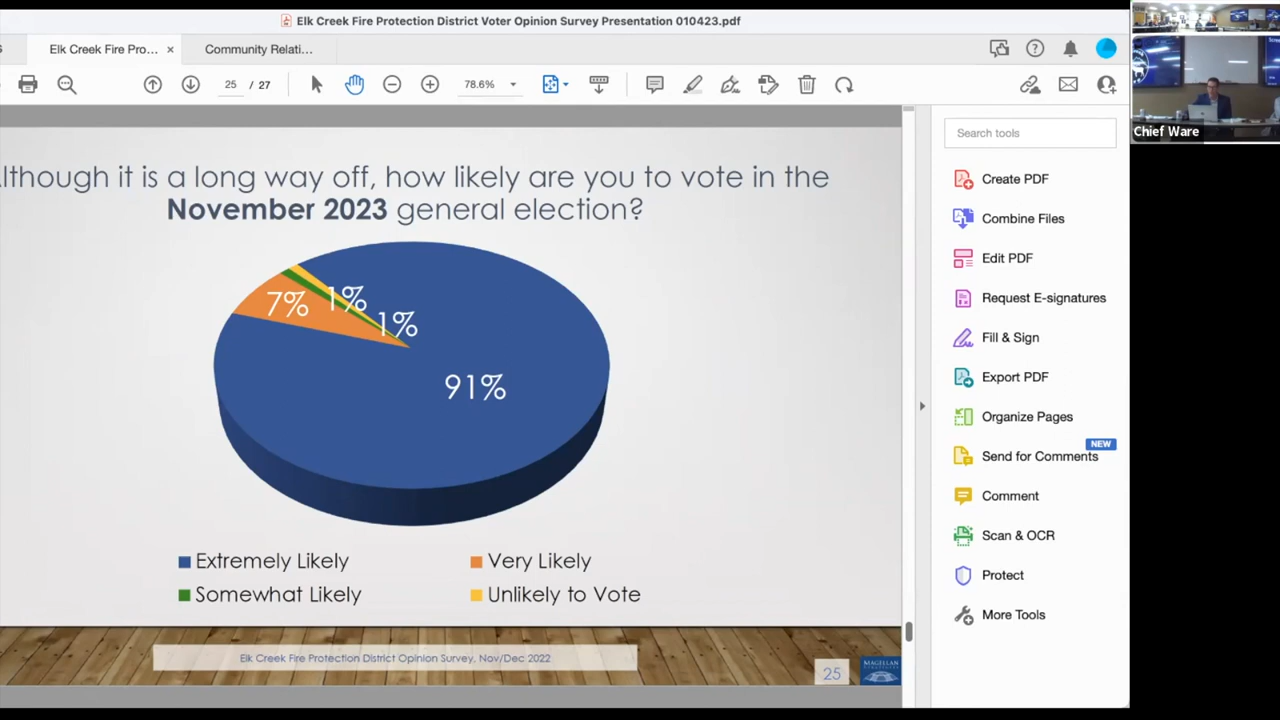 Elk Creek Fire Protection District Voter Opinion Survey Presentation 010423.pdf
Elk Creek Fire Pro... ×
Community Relati...
25 / 27
78.6%
Search tools
Create PDF
Combine Files
Edit PDF
Request E-signatures
Fill & Sign
Export PDF
Organize Pages
NEW
Send for Comments
Comment
Scan & OCR
Protect
More Tools
lthough it is a long way off, how likely are you to vote in the
November 2023 general election?
7%
1%
1%
91%
Extremely Likely
Very Likely
Somewhat Likely
Unlikely to Vote
Elk Creek Fire Protection District Opinion Survey, Nov/Dec 2022
25
MAGELLAN
Chief Ware